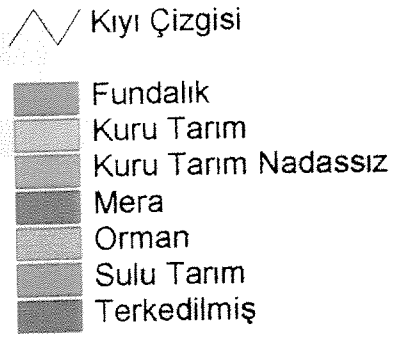 Kıyı Çizgisi
Fundalık
Kuru Tarım
Kuru Tarım Nadassız
Mera
Orman
Sulu Tarım
Terkedilmiş